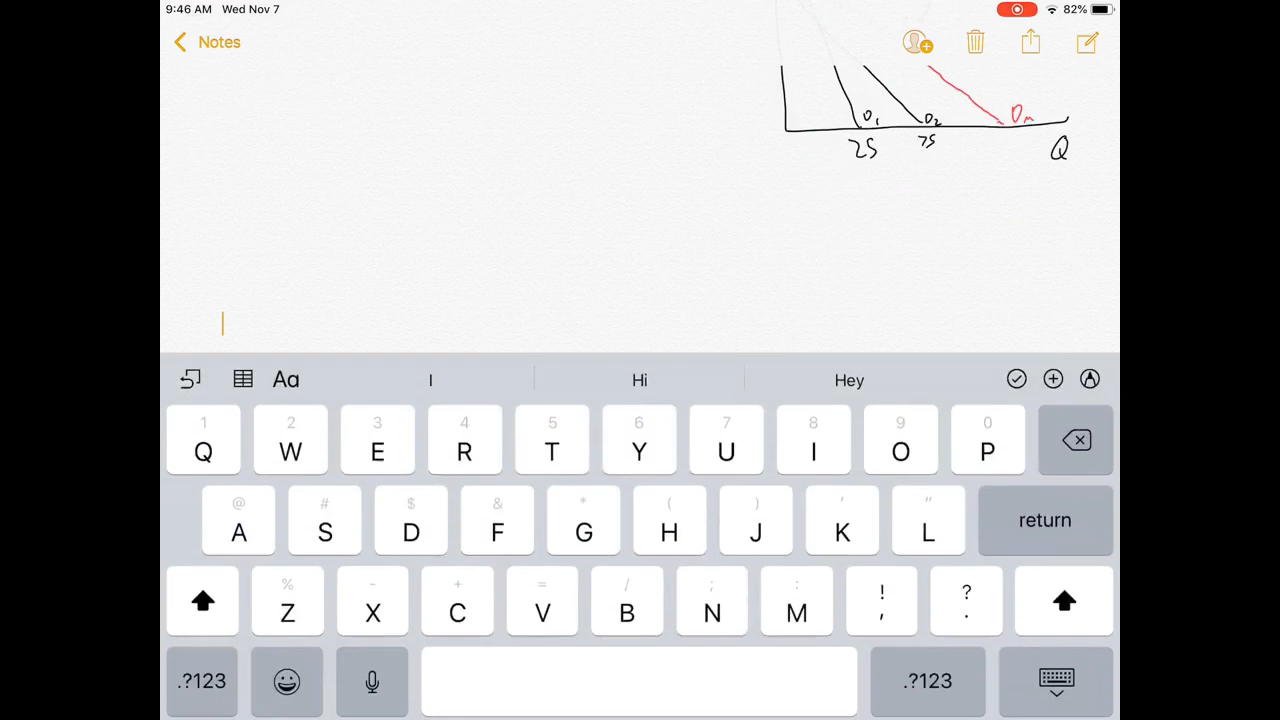 9:46 AM Wed Nov 7
82%
Notes
D1 D2 Dm
25 75 Q
Aa I Hi Hey
1 2 3 4 5 6 7 8 9 0
Q W E R T Y U I O P
@ # $ & * ( ) ' "
A S D F G H J K L return
% - + = / ; : ! ?
Z X C V B N M , .
.?123 .?123